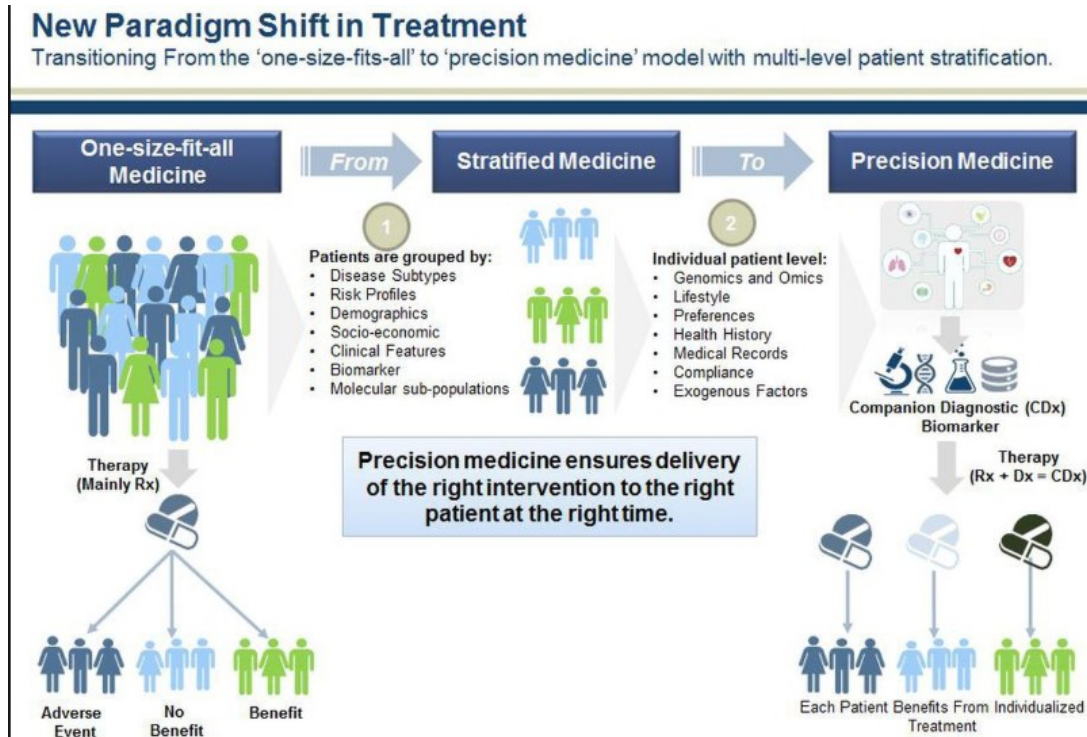 New Paradigm Shift in Treatment
Transitioning From the 'one-size-fits-all' to 'precision medicine' model with multi-level patient stratification.
One-size-fit-all
Medicine
From
Stratified Medicine
To
Precision Medicine
1
Patients are grouped by:
• Disease Subtypes
• Risk Profiles
• Demographics
• Socio-economic
• Clinical Features
• Biomarker
• Molecular sub-populations
2
Individual patient level:
• Genomics and Omics
• Lifestyle
• Preferences
• Health History
• Medical Records
• Compliance
• Exogenous Factors
Companion Diagnostic (CDx)
Biomarker
Therapy
(Mainly Rx)
Precision medicine ensures delivery
of the right intervention to the right
patient at the right time.
Therapy
(Rx + Dx = CDx)
Adverse
Event
No
Benefit
Benefit
Each Patient Benefits From Individualized
Treatment